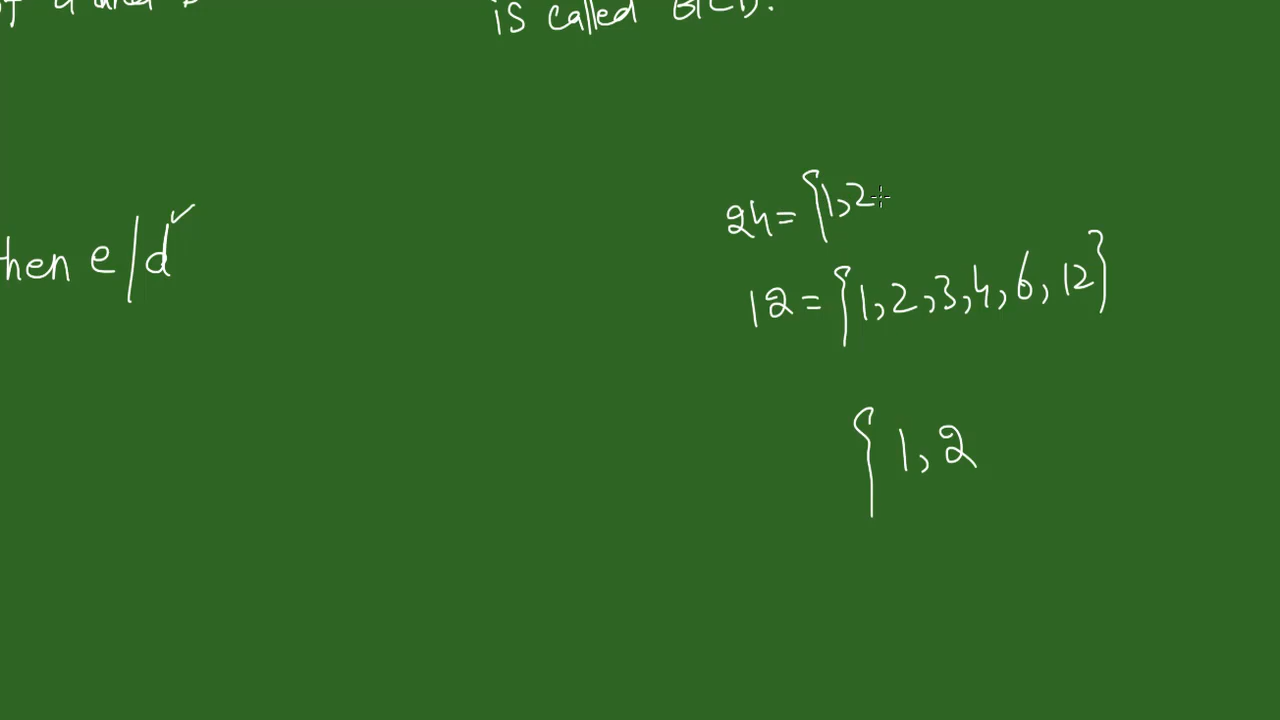 is called
then e/d ✓
24 = {1, 2
12 = {1, 2, 3, 4, 6, 12}
{ 1, 2